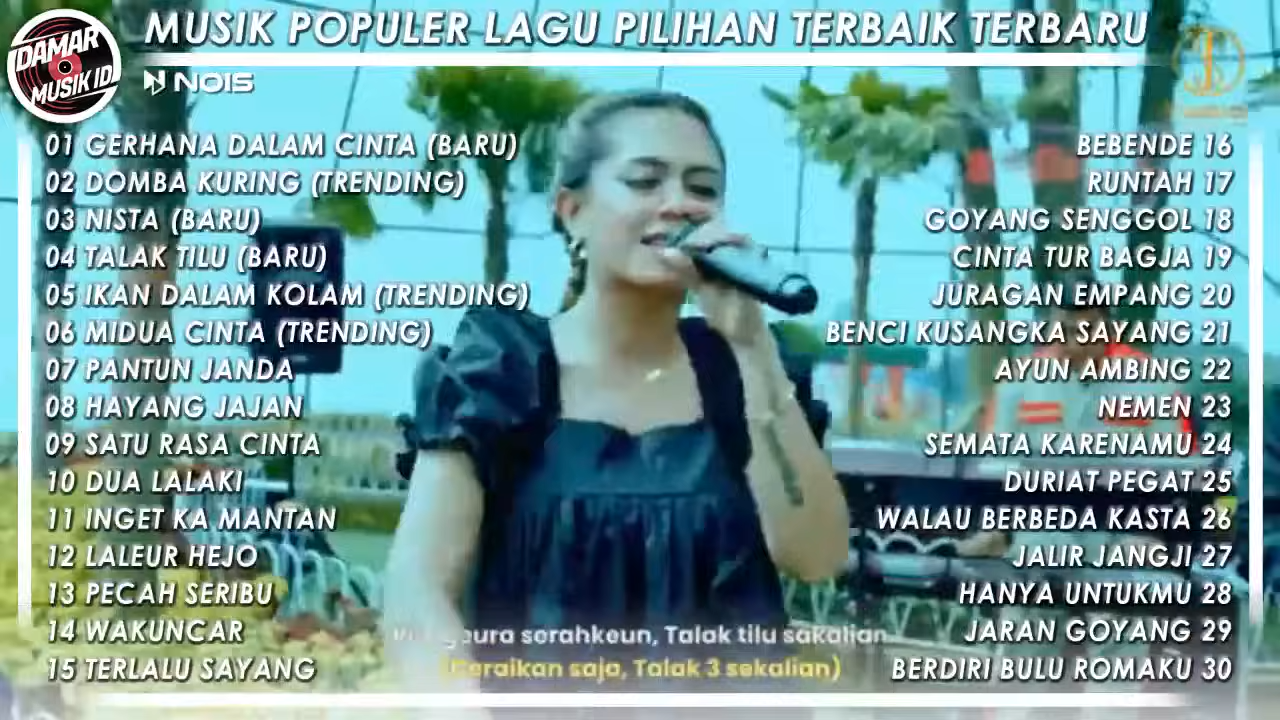 MUSIK POPULER LAGU PILIHAN TERBAIK TERBARU
DAMAR
MUSIK ID
NOIS
01 GERHANA DALAM CINTA (BARU)
02 DOMBA KURING (TRENDING)
03 NISTA (BARU)
04 TALAK TILU (BARU)
05 IKAN DALAM KOLAM (TRENDING)
06 MIDUA CINTA (TRENDING)
07 PANTUN JANDA
08 HAYANG JAJAN
09 SATU RASA CINTA
10 DUA LALAKI
11 INGET KA MANTAN
12 LALEUR HEJO
13 PECAH SERIBU
14 WAKUNCAR
15 TERLALU SAYANG
BEBENDE 16
RUNTAH 17
GOYANG SENGGOL 18
CINTA TUR BAGJA 19
JURAGAN EMPANG 20
BENCI KUSANGKA SAYANG 21
AYUN AMBING 22
NEMEN 23
SEMATA KARENAMU 24
DURIAT PEGAT 25
WALAU BERBEDA KASTA 26
JALIR JANGJI 27
HANYA UNTUKMU 28
JARAN GOYANG 29
BERDIRI BULU ROMAKU 30
serahkeun, Talak tilu sakalian
(Ceraikan saja, Talak 3 sekalian)